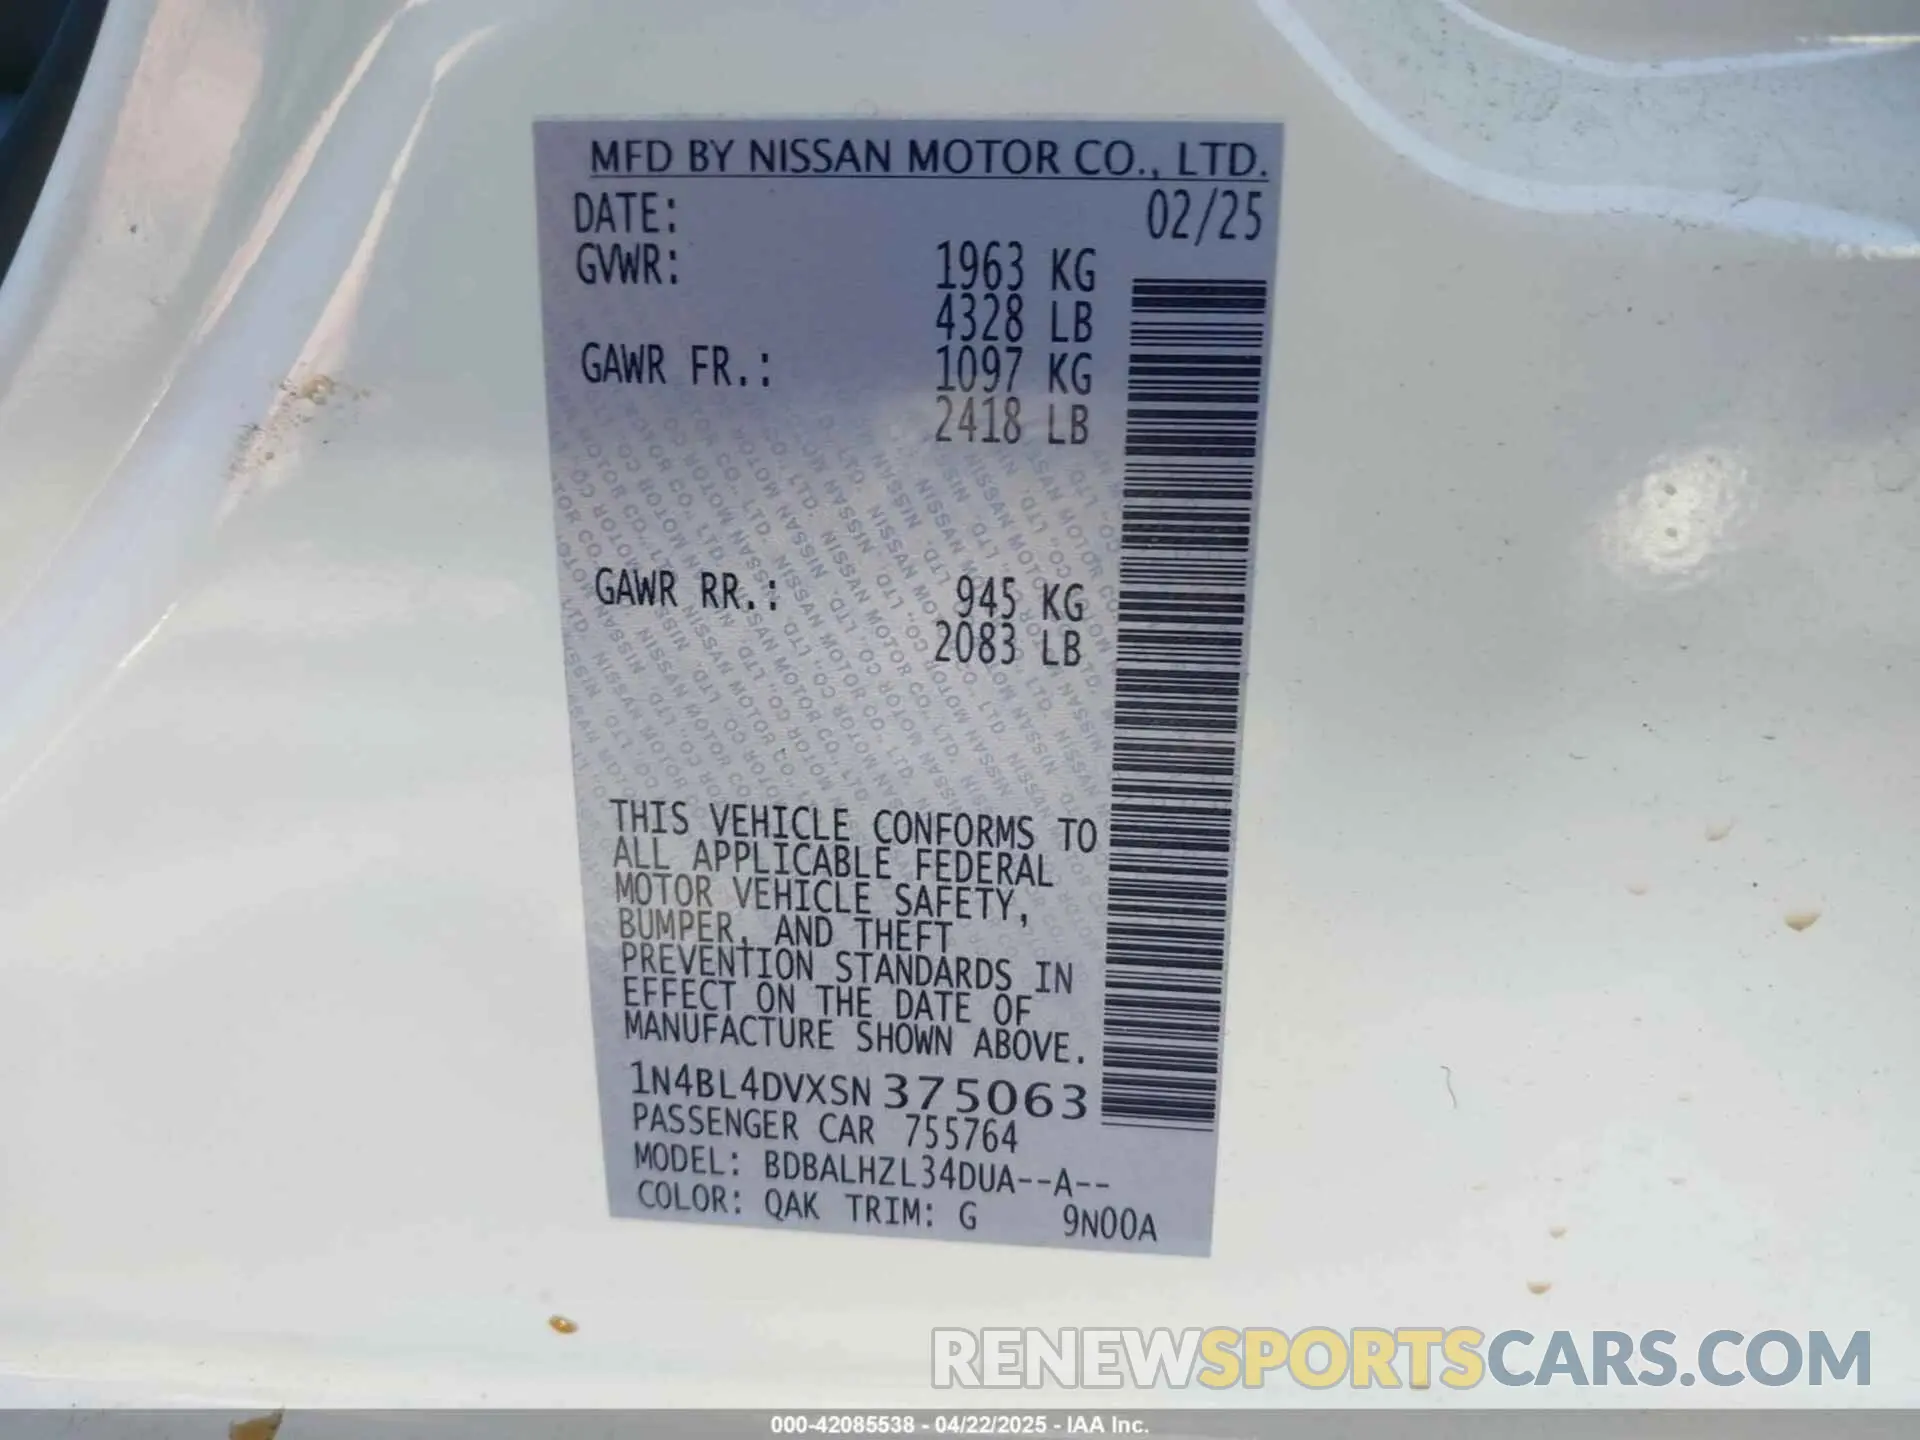 MFD BY NISSAN MOTOR CO., LTD.
DATE: 02/25
GVWR: 1963 KG
4328 LB
GAWR FR.: 1097 KG
2418 LB
GAWR RR.: 945 KG
2083 LB
THIS VEHICLE CONFORMS TO
ALL APPLICABLE FEDERAL
MOTOR VEHICLE SAFETY,
BUMPER, AND THEFT
PREVENTION STANDARDS IN
EFFECT ON THE DATE OF
MANUFACTURE SHOWN ABOVE.
1N4BL4DVXSN375063
PASSENGER CAR 755764
MODEL: BDBALHZL34DUA--A--
COLOR: QAK TRIM: G 9N00A
RENEWSPORTSCARS.COM
000-42085538 - 04/22/2025 - IAA Inc.